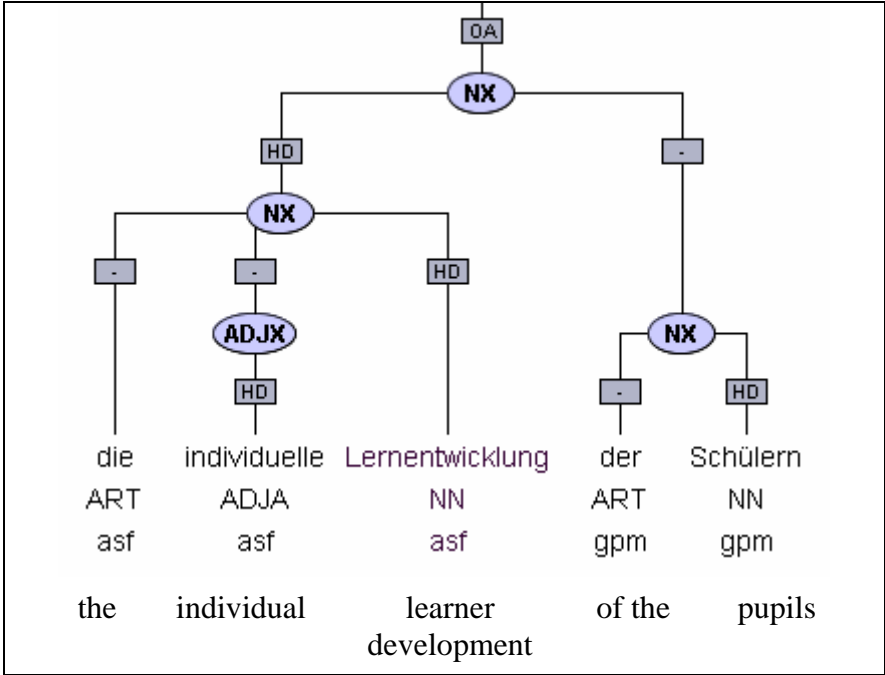 OA
NX
HD -
NX
- - HD
ADJX NX
HD - HD
die individuelle Lernentwicklung der Schülern
ART ADJA NN ART NN
asf asf asf gpm gpm
the individual learner of the pupils
development